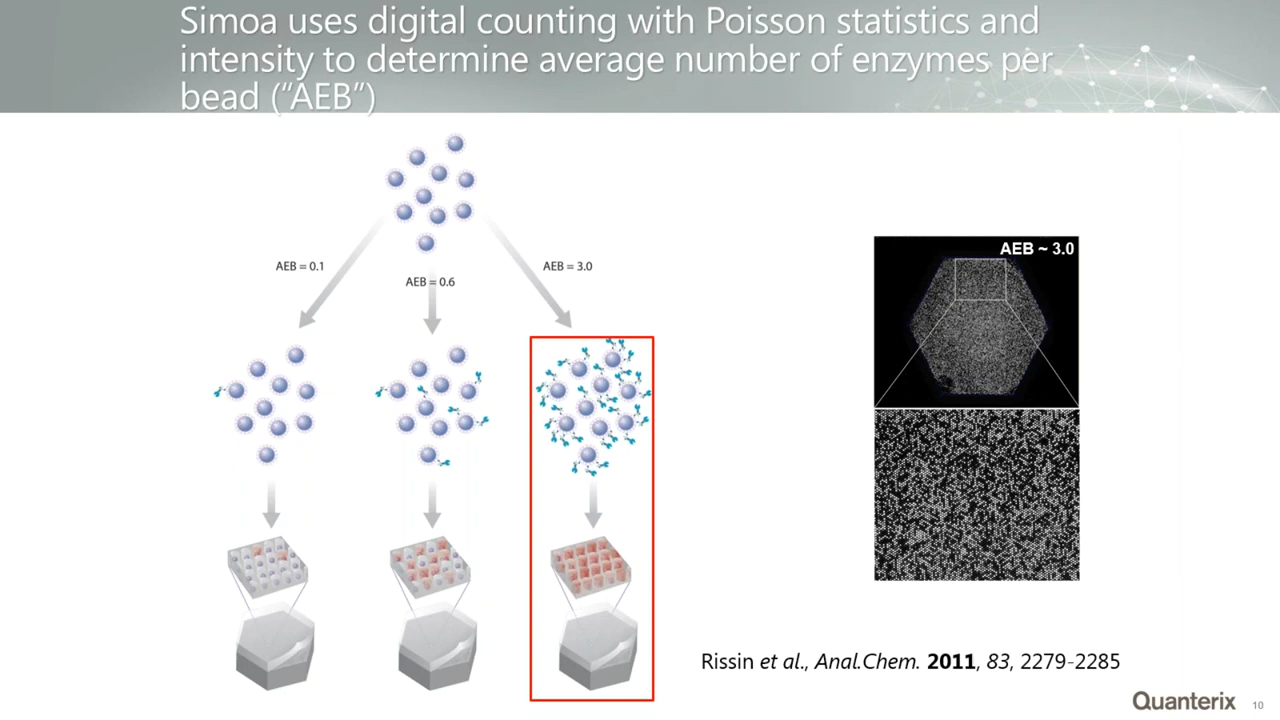 Simoa uses digital counting with Poisson statistics and
intensity to determine average number of enzymes per
bead (“AEB”)
AEB = 0.1
AEB = 0.6
AEB = 3.0
AEB ~ 3.0
Rissin et al., Anal.Chem. 2011, 83, 2279-2285
Quanterix
10